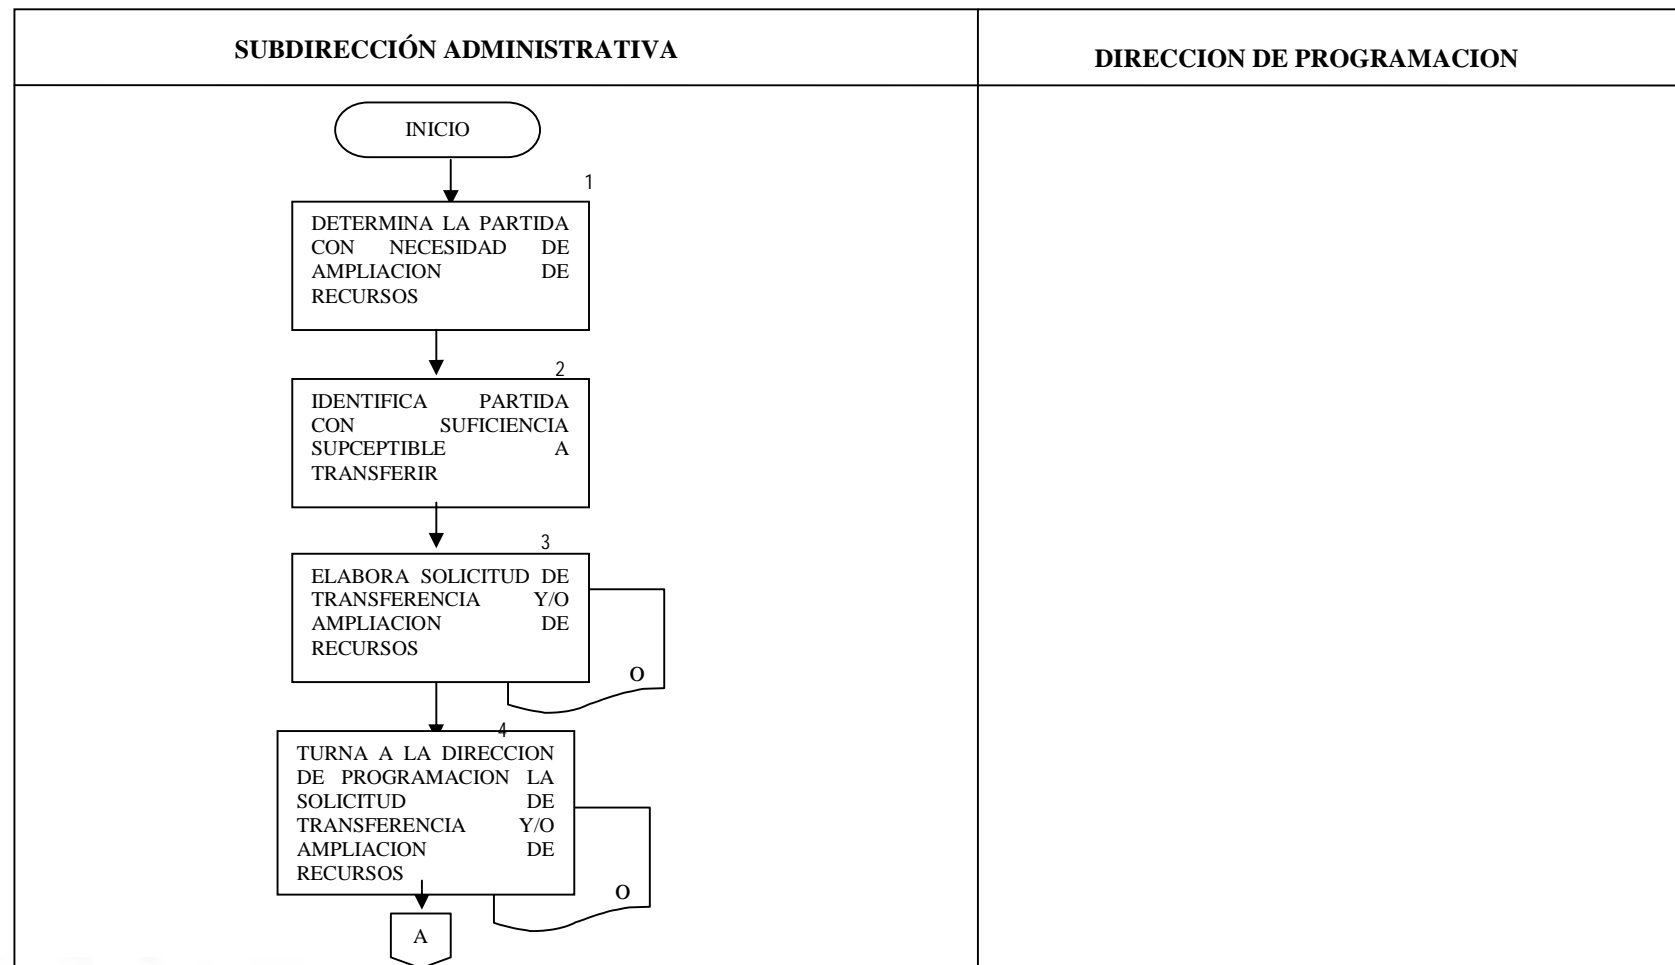 SUBDIRECCIÓN ADMINISTRATIVA
DIRECCION DE PROGRAMACION
INICIO
1
DETERMINA LA PARTIDA
CON NECESIDAD DE
AMPLIACION DE
RECURSOS
2
IDENTIFICA PARTIDA
CON SUFICIENCIA
SUPCEPTIBLE A
TRANSFERIR
3
ELABORA SOLICITUD DE
TRANSFERENCIA Y/O
AMPLIACION DE
RECURSOS
O
4
TURNA A LA DIRECCION
DE PROGRAMACION LA
SOLICITUD DE
TRANSFERENCIA Y/O
AMPLIACION DE
RECURSOS
O
A